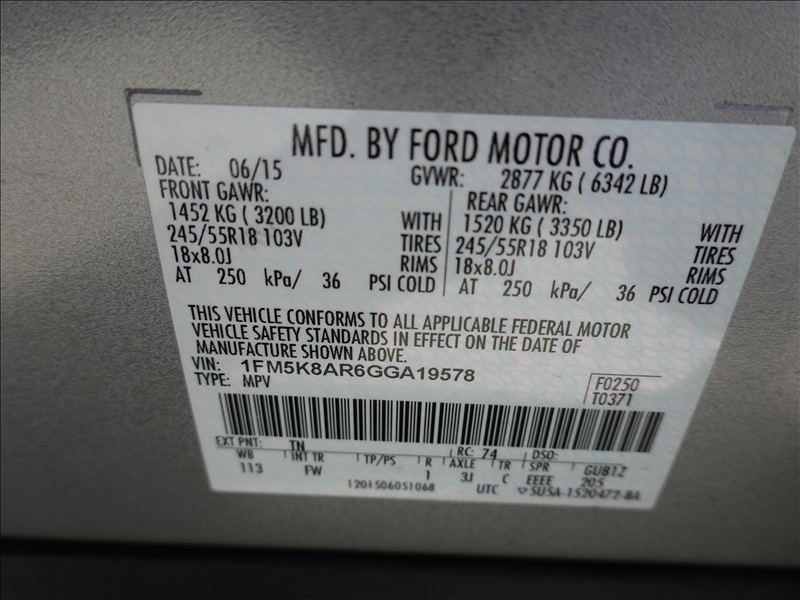 MFD. BY FORD MOTOR CO.
DATE: 06/15 GVWR: 2877 KG ( 6342 LB)
FRONT GAWR: REAR GAWR:
1452 KG ( 3200 LB) WITH 1520 KG ( 3350 LB) WITH
245/55R18 103V TIRES 245/55R18 103V TIRES
18x8.0J RIMS 18x8.0J RIMS
AT 250 kPa/ 36 PSI COLD AT 250 kPa/ 36 PSI COLD
THIS VEHICLE CONFORMS TO ALL APPLICABLE FEDERAL MOTOR
VEHICLE SAFETY STANDARDS IN EFFECT ON THE DATE OF
MANUFACTURE SHOWN ABOVE.
VIN: 1FM5K8AR6GGA19578
TYPE: MPV F0250
T0371
EXT PNT: TN RC: 74 DSO:
WB INT TR TP/PS R AXLE TR SPR GUB1Z
113 FW 1 3J C EEEE 205
1201506051068 UTC 5U5A-1520472-BA